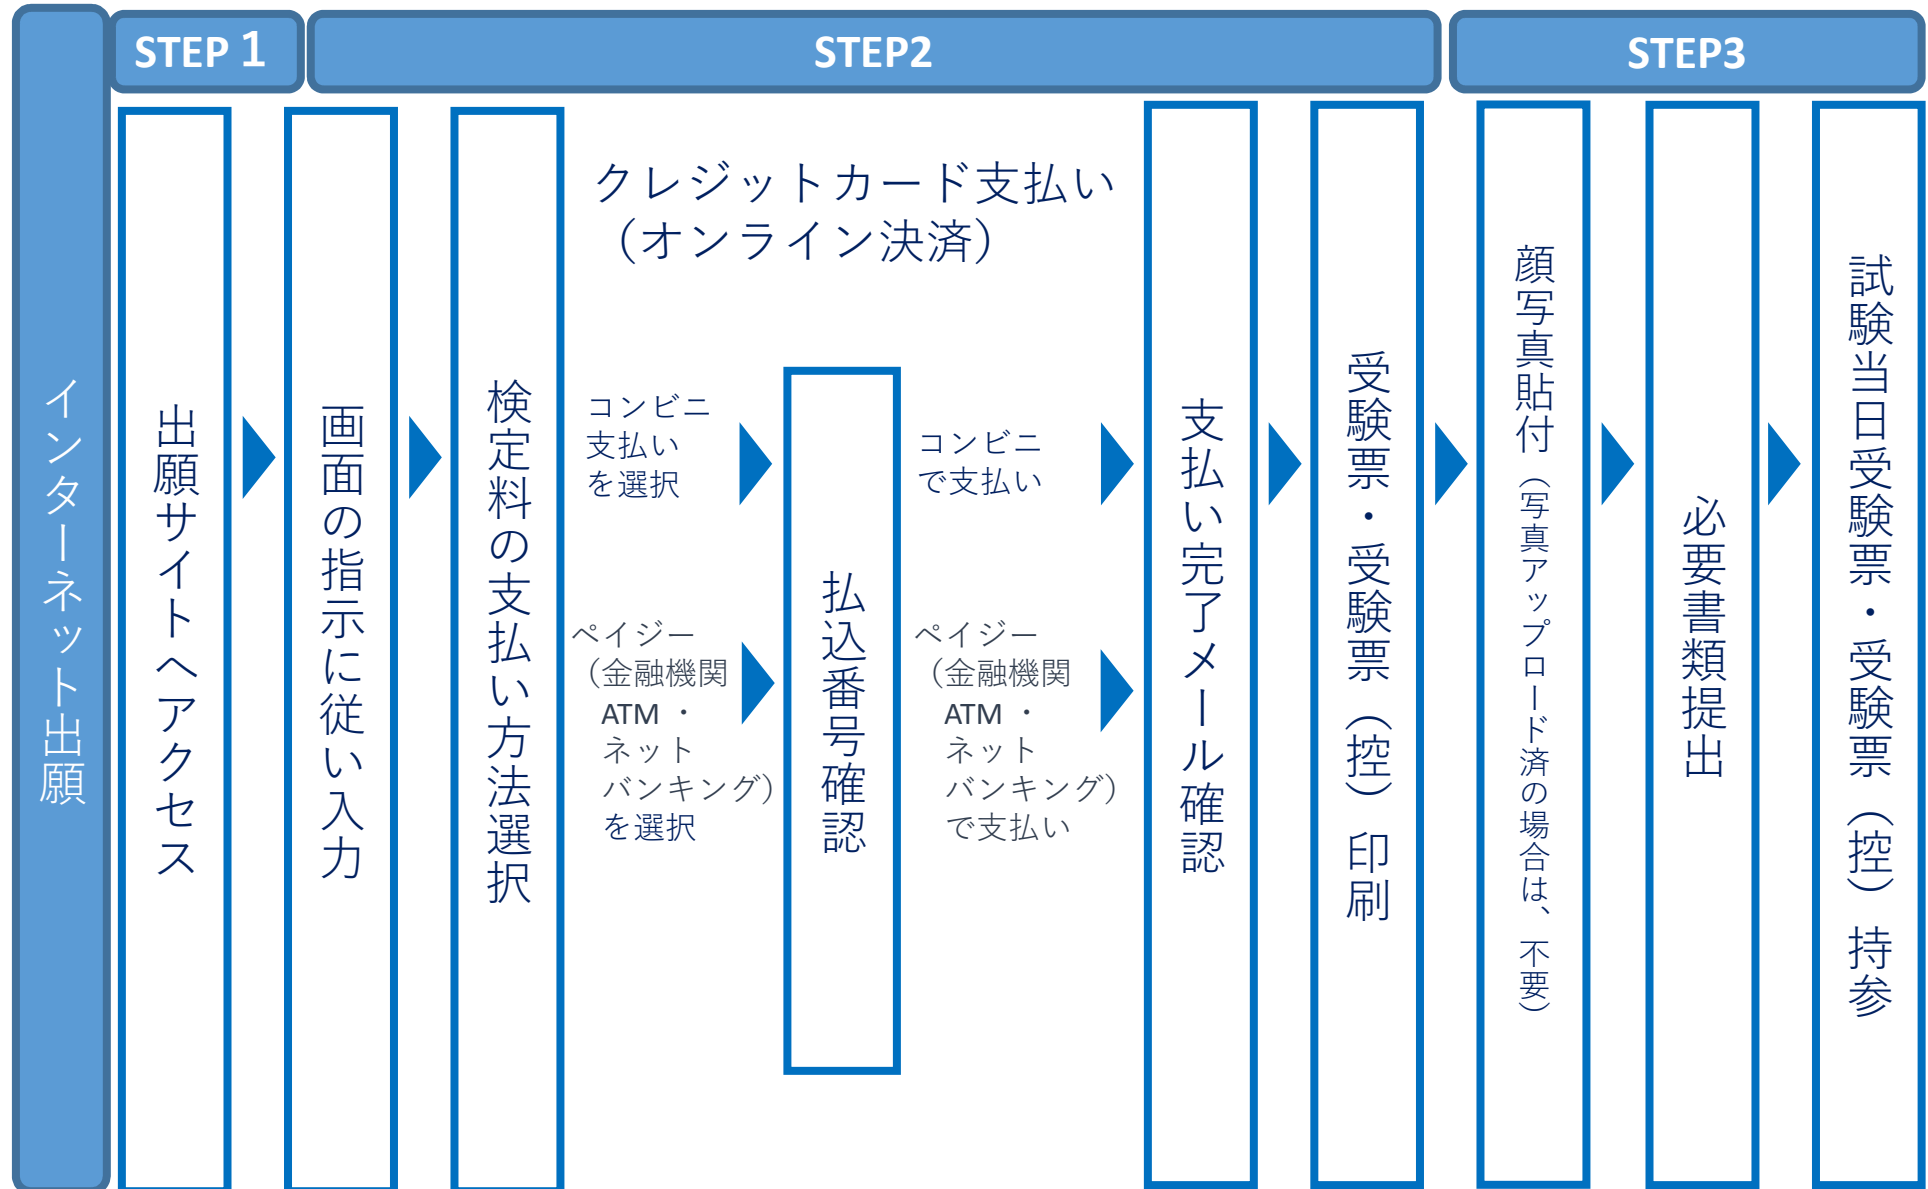 インターネット出願
STEP 1
STEP2
STEP3
出願サイトへアクセス
画面の指示に従い入力
検定料の支払い方法選択
クレジットカード支払い
（オンライン決済）
コンビニ
支払い
を選択
ペイジー
（金融機関
ATM ・
ネット
バンキング）
を選択
払込番号確認
コンビニ
で支払い
ペイジー
（金融機関
ATM ・
ネット
バンキング）
で支払い
支払い完了メール確認
受験票・受験票（控）印刷
顔写真貼付（写真アップロード済の場合は、不要）
必要書類提出
試験当日受験票・受験票（控）持参